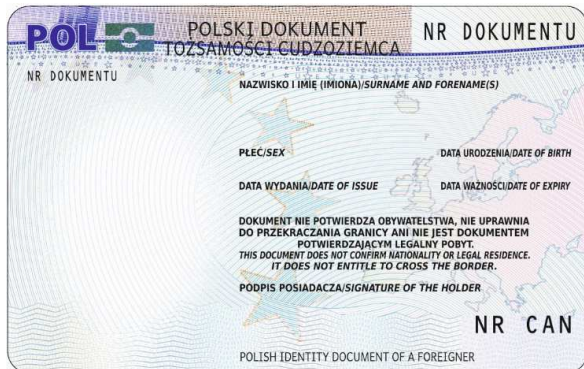 POL
POLSKI DOKUMENT
TOŻSAMOŚCI CUDZOZIEMCA
NR DOKUMENTU
NR DOKUMENTU
NAZWISKO I IMIĘ (IMIONA)/SURNAME AND FORENAME(S)
PŁEĆ/SEX
DATA URODZENIA/DATE OF BIRTH
DATA WYDANIA/DATE OF ISSUE
DATA WAŻNOŚCI/DATE OF EXPIRY
DOKUMENT NIE POTWIERDZA OBYWATELSTWA, NIE UPRAWNIA
DO PRZEKRACZANIA GRANICY ANI NIE JEST DOKUMENTEM
POTWIERDZAJĄCYM LEGALNY POBYT.
THIS DOCUMENT DOES NOT CONFIRM NATIONALITY OR LEGAL RESIDENCE.
IT DOES NOT ENTITLE TO CROSS THE BORDER.
PODPIS POSIADACZA/SIGNATURE OF THE HOLDER
NR CAN
POLISH IDENTITY DOCUMENT OF A FOREIGNER